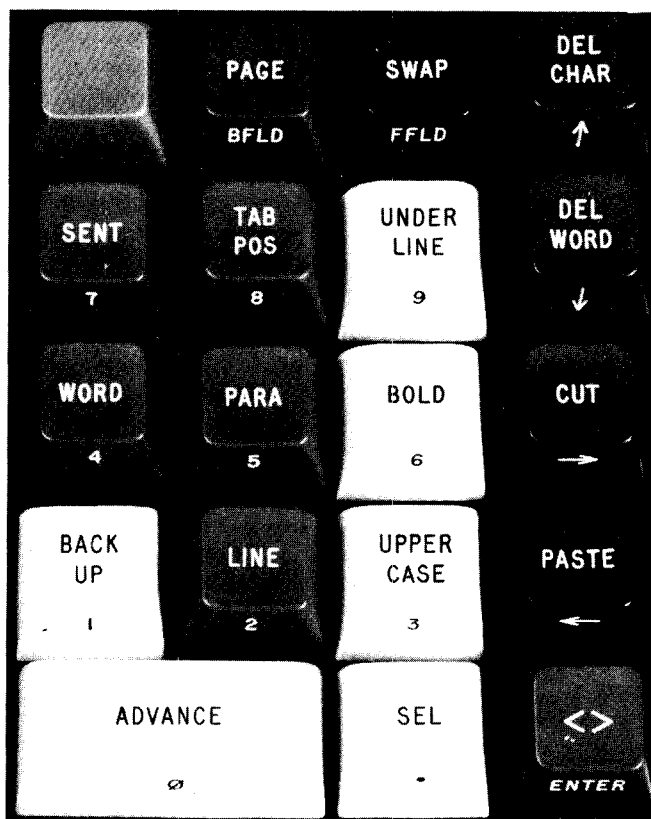 PAGE
SWAP
DEL
CHAR
BFLD
FFLD
↑
SENT
TAB
POS
UNDER
LINE
DEL
WORD
7
8
9
↓
WORD
PARA
BOLD
CUT
4
5
6
→
BACK
UP
LINE
UPPER
CASE
PASTE
1
2
3
←
ADVANCE
SEL
<>
0
.
ENTER